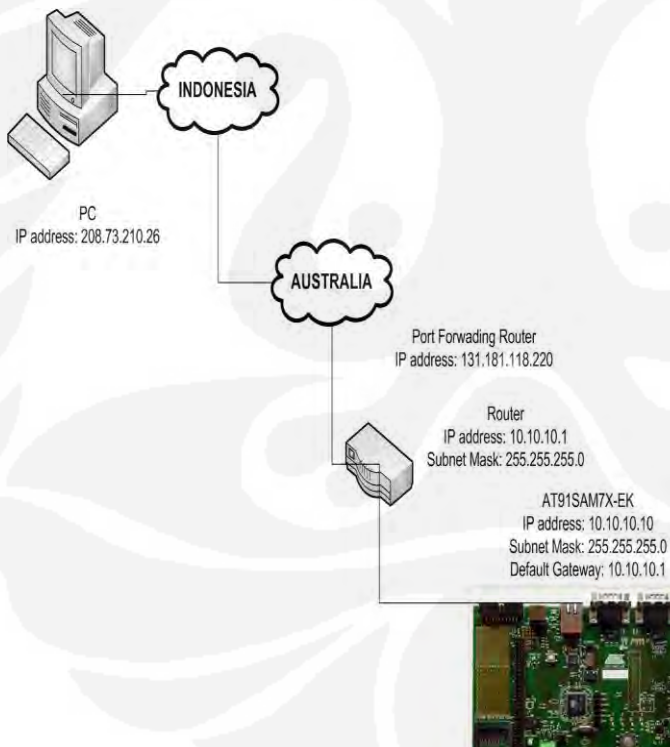 INDONESIA
PC
IP address: 208.73.210.26
AUSTRALIA
Port Forwading Router
IP address: 131.181.118.220
Router
IP address: 10.10.10.1
Subnet Mask: 255.255.255.0
AT91SAM7X-EK
IP address: 10.10.10.10
Subnet Mask: 255.255.255.0
Default Gateway: 10.10.10.1